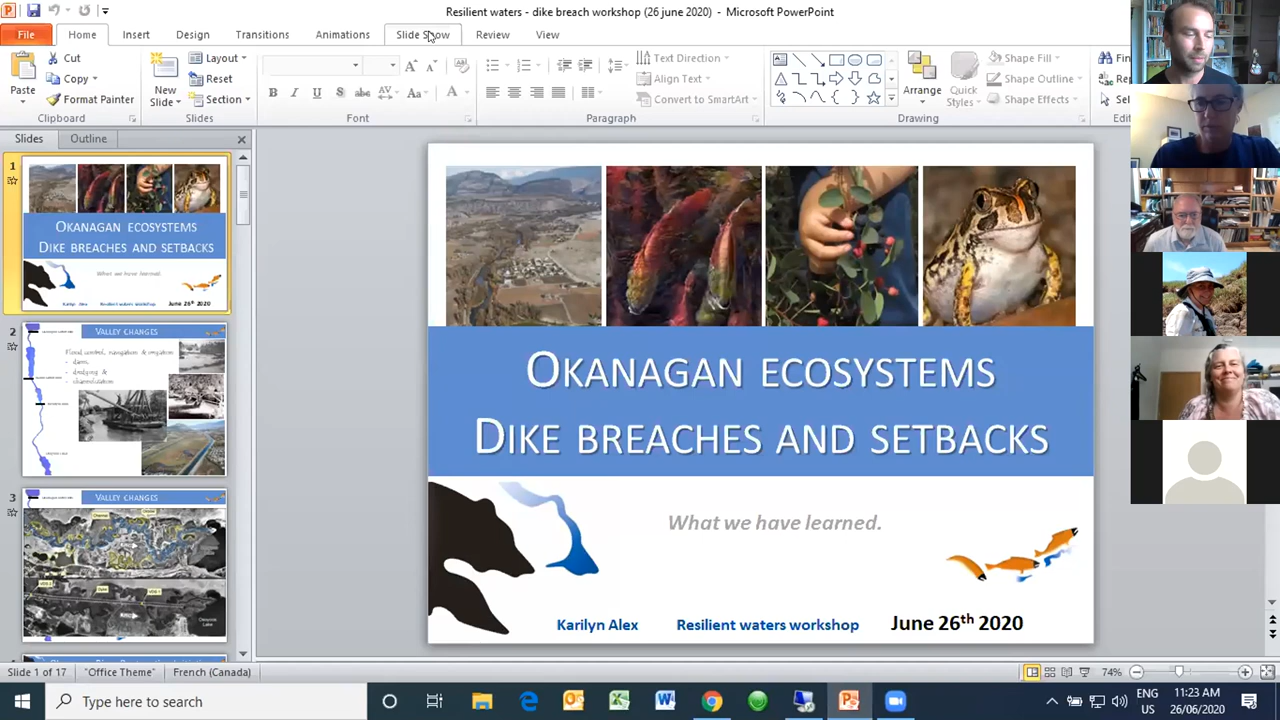 Resilient waters - dike breach workshop (26 june 2020) - Microsoft PowerPoint
File Home Insert Design Transitions Animations Slide Show Review View
Paste
Cut
Copy
Format Painter
Clipboard
New Slide
Layout
Reset
Section
Slides
Font
Text Direction
Align Text
Convert to SmartArt
Paragraph
Arrange
Quick Styles
Shape Fill
Shape Outline
Shape Effects
Drawing
Slides Outline
1
OKANAGAN ECOSYSTEMS
DIKE BREACHES AND SETBACKS
What we have learned.
Karilyn Alex Resilient waters workshop June 26th 2020
2
VALLEY CHANGES
Flood control, navigation & irrigation
- dams,
- dredging &
- channelization
3
VALLEY CHANGES
OKANAGAN ECOSYSTEMS
DIKE BREACHES AND SETBACKS
What we have learned.
Karilyn Alex Resilient waters workshop June 26th 2020
Slide 1 of 17 "Office Theme" French (Canada) 74%
Type here to search
ENG
US
11:23 AM
26/06/2020